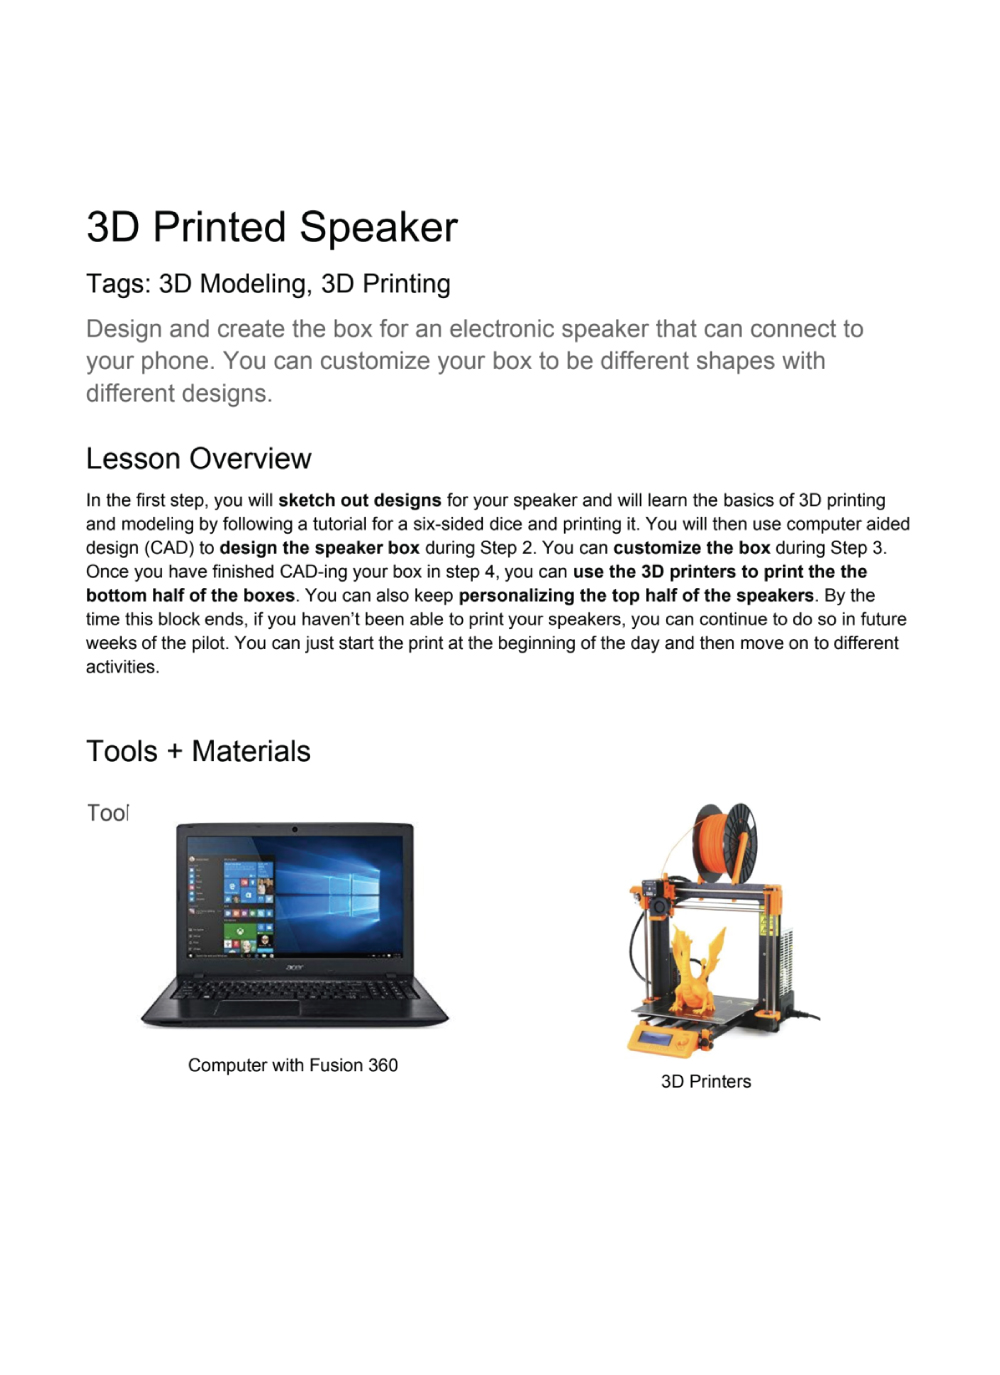 3D Printed Speaker
Tags: 3D Modeling, 3D Printing
Design and create the box for an electronic speaker that can connect to
your phone. You can customize your box to be different shapes with
different designs.
Lesson Overview
In the first step, you will sketch out designs for your speaker and will learn the basics of 3D printing
and modeling by following a tutorial for a six-sided dice and printing it. You will then use computer aided
design (CAD) to design the speaker box during Step 2. You can customize the box during Step 3.
Once you have finished CAD-ing your box in step 4, you can use the 3D printers to print the the
bottom half of the boxes. You can also keep personalizing the top half of the speakers. By the
time this block ends, if you haven’t been able to print your speakers, you can continue to do so in future
weeks of the pilot. You can just start the print at the beginning of the day and then move on to different
activities.
Tools + Materials
Tool
acer
Computer with Fusion 360
3D Printers